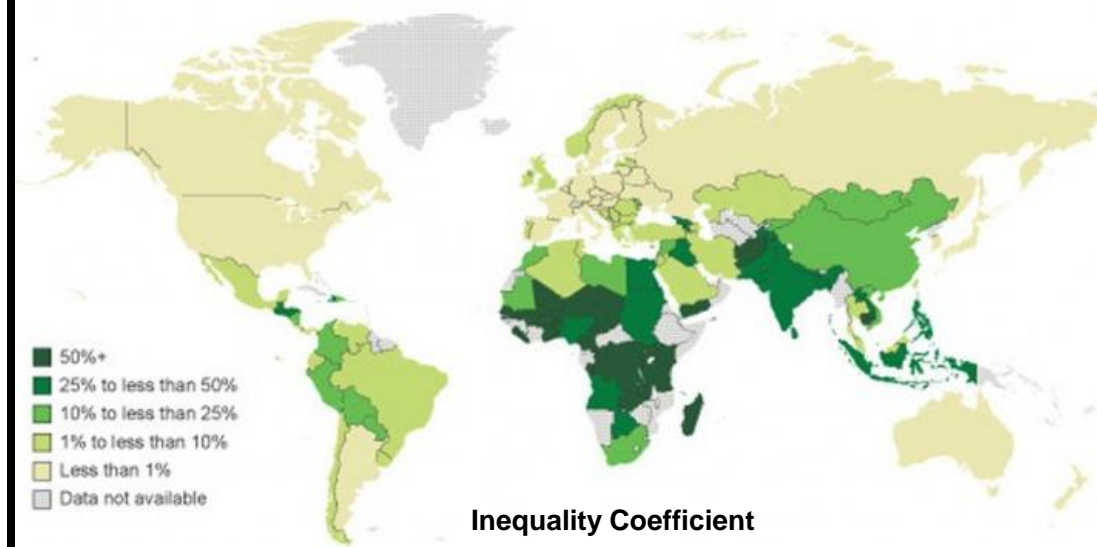 50%+
25% to less than 50%
10% to less than 25%
1% to less than 10%
Less than 1%
Data not available
Inequality Coefficient